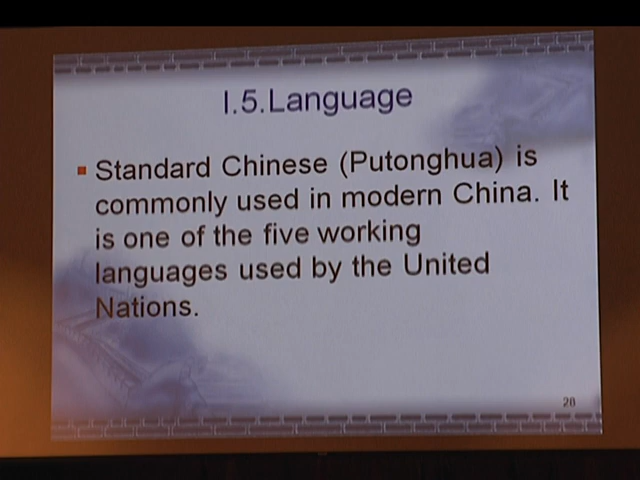 I.5.Language
Standard Chinese (Putonghua) is
commonly used in modern China. It
is one of the five working
languages used by the United
Nations.
28